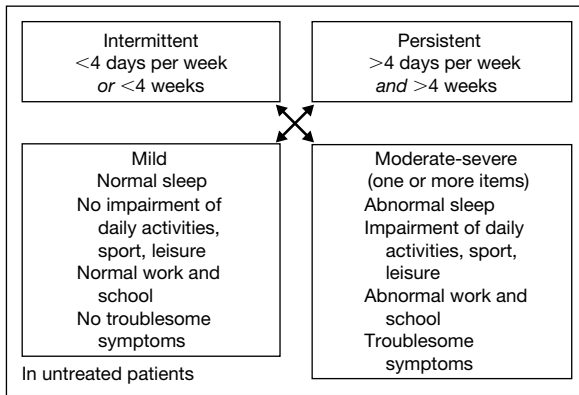 Intermittent
<4 days per week
or <4 weeks
Persistent
>4 days per week
and >4 weeks
Mild
Normal sleep
No impairment of
daily activities,
sport, leisure
Normal work and
school
No troublesome
symptoms
Moderate-severe
(one or more items)
Abnormal sleep
Impairment of daily
activities, sport,
leisure
Abnormal work and
school
Troublesome
symptoms
In untreated patients